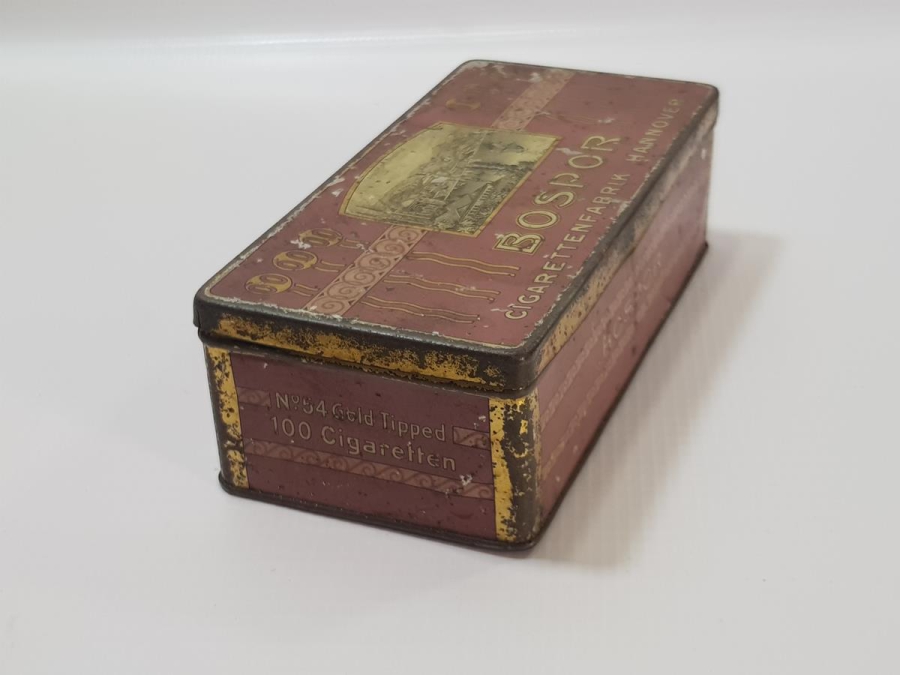 BOSPOR
CIGARETTENFABRIK HANNOVER
No 54 Gold Tipped
100 Cigaretten